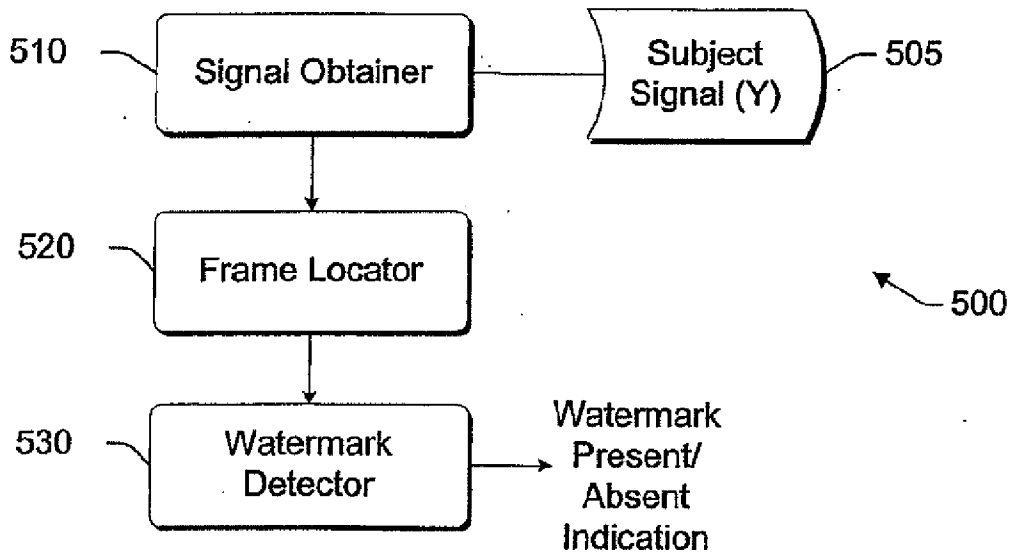 510
Signal Obtainer
Subject
Signal (Y)
505
520
Frame Locator
500
530
Watermark
Detector
Watermark
Present/
Absent
Indication